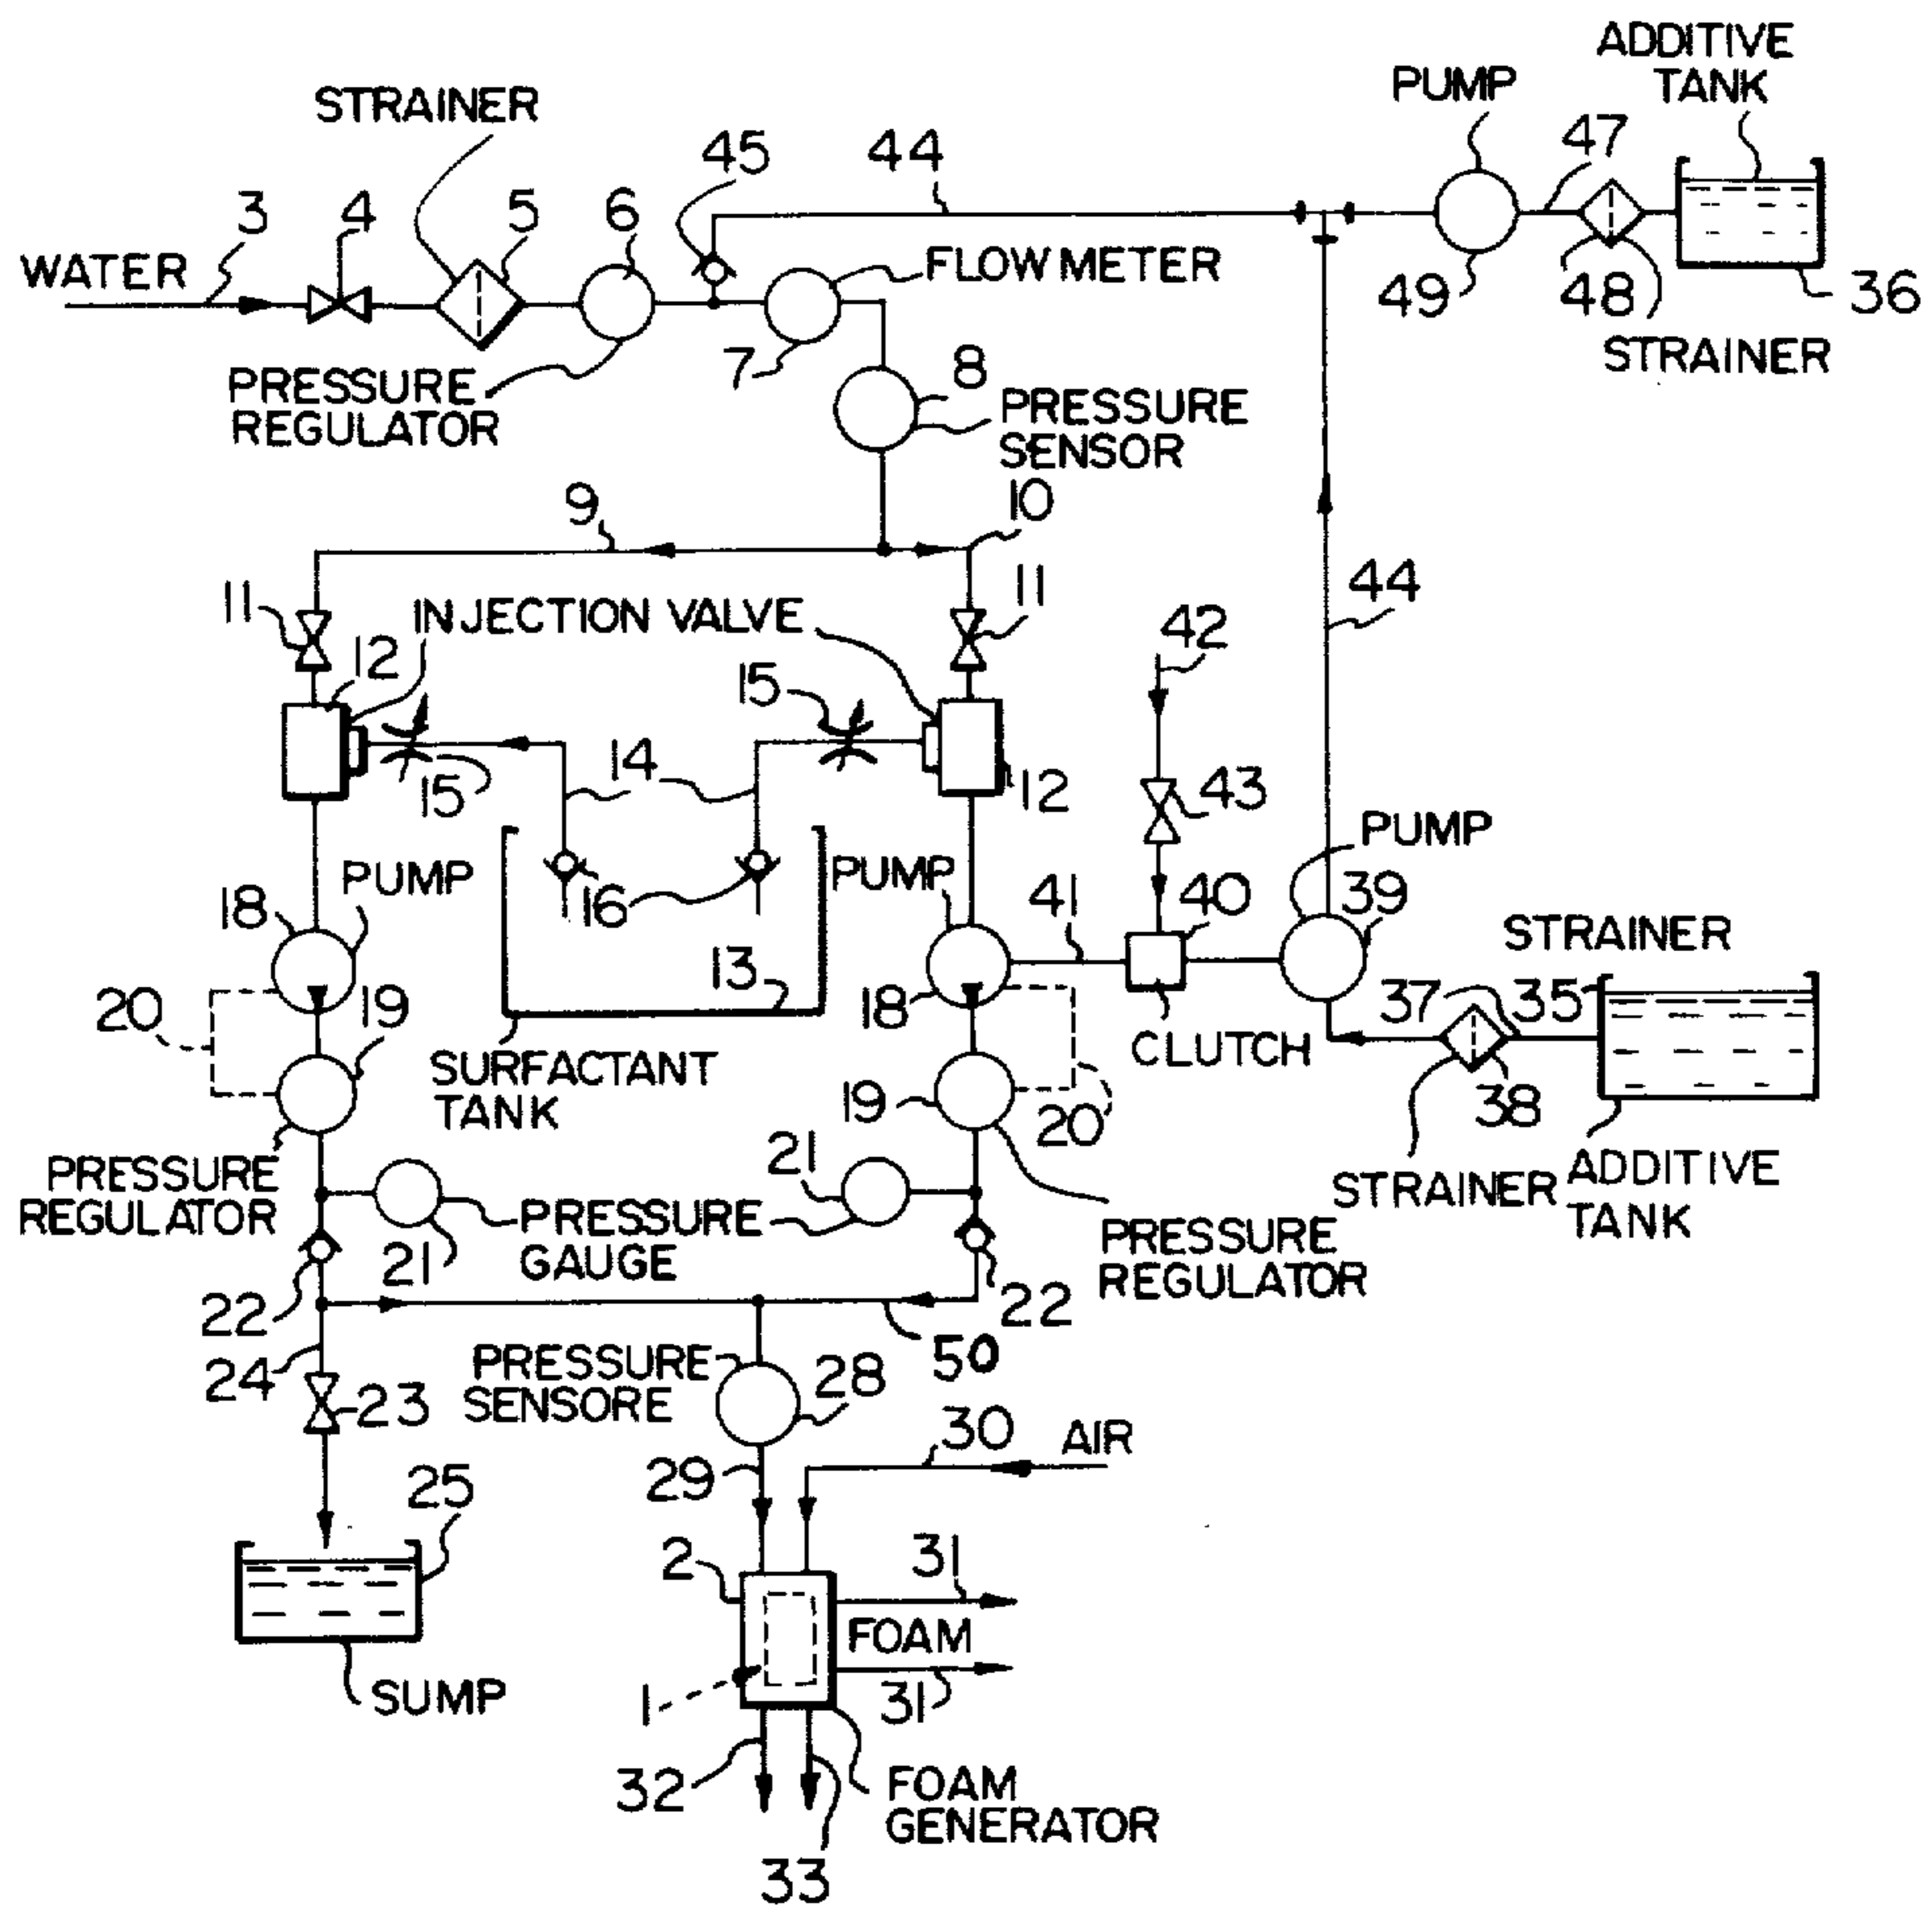 ADDITIVE
TANK
PUMP
STRAINER
45
44
47
3
4
5
6
WATER
FLOW METER
49
48
36
7
STRAINER
8
PRESSURE
REGULATOR
PRESSURE
SENSOR
9
10
11
INJECTION VALVE
11
42
44
12
15
14
15
12
43
PUMP
PUMP
PUMP
18
16
41
40
39
STRAINER
13
20
19
18
37
35
CLUTCH
SURFACTANT
TANK
19
20
38
21
PRESSURE
REGULATOR
STRAINER
ADDITIVE
TANK
PRESSURE
GAUGE
21
PRESSURE
REGULATOR
22
22
24
50
PRESSURE
SENSORE
28
23
30
AIR
29
25
2
31
FOAM
1
31
SUMP
32
FOAM
GENERATOR
33